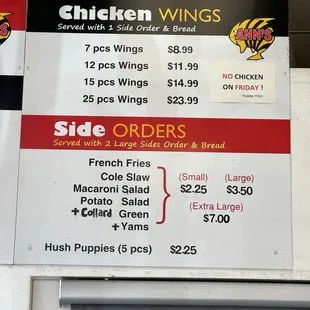 Chicken WINGS
Served with 1 Side Order & Bread
ANN'S
7 pcs Wings $8.99
12 pcs Wings $11.99
15 pcs Wings $14.99
25 pcs Wings $23.99
NO CHICKEN
ON FRIDAY !
THANK YOU
Side ORDERS
Served with 2 Large Sides Order & Bread
French Fries
Cole Slaw (Small) (Large)
Macaroni Salad $2.25 $3.50
Potato Salad (Extra Large)
+ Collard Green $7.00
+ Yams
Hush Puppies (5 pcs) $2.25